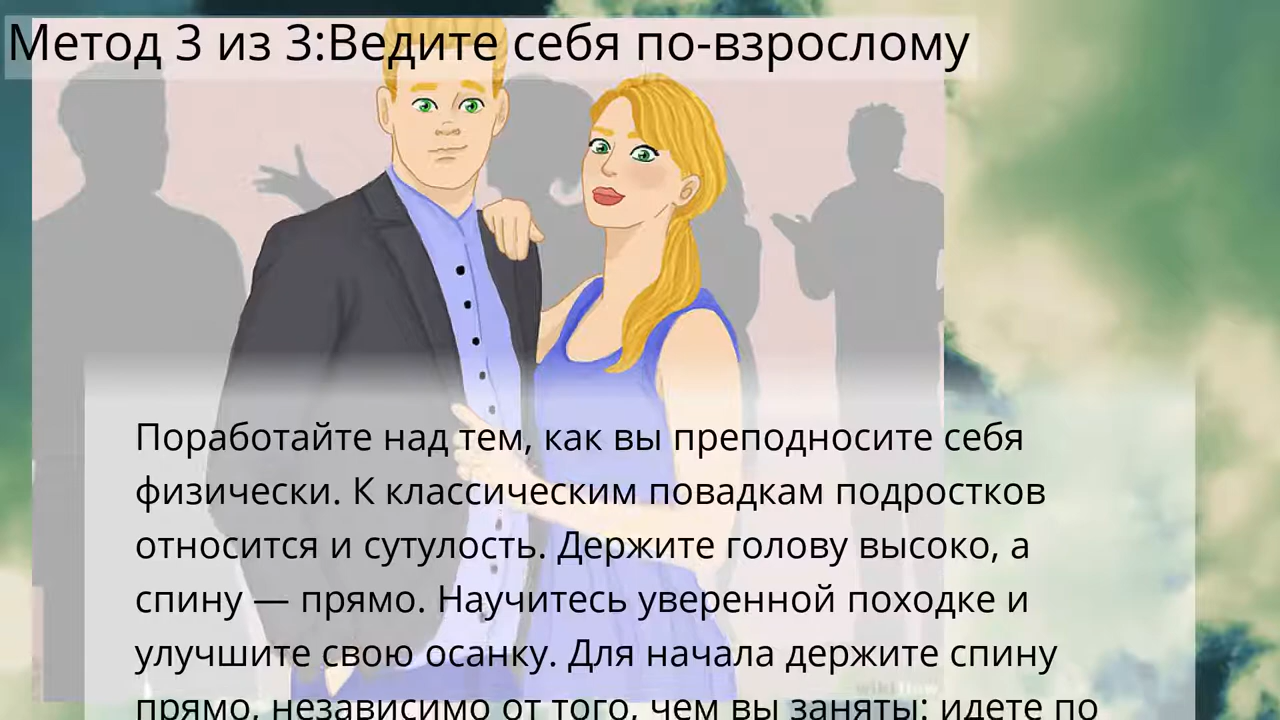 Метод 3 из 3:Ведите себя по-взрослому
Поработайте над тем, как вы преподносите себя
физически. К классическим повадкам подростков
относится и сутулость. Держите голову высоко, а
спину — прямо. Научитесь уверенной походке и
улучшите свою осанку. Для начала держите спину
прямо, независимо от того, чем вы заняты: идете по
wikiHow